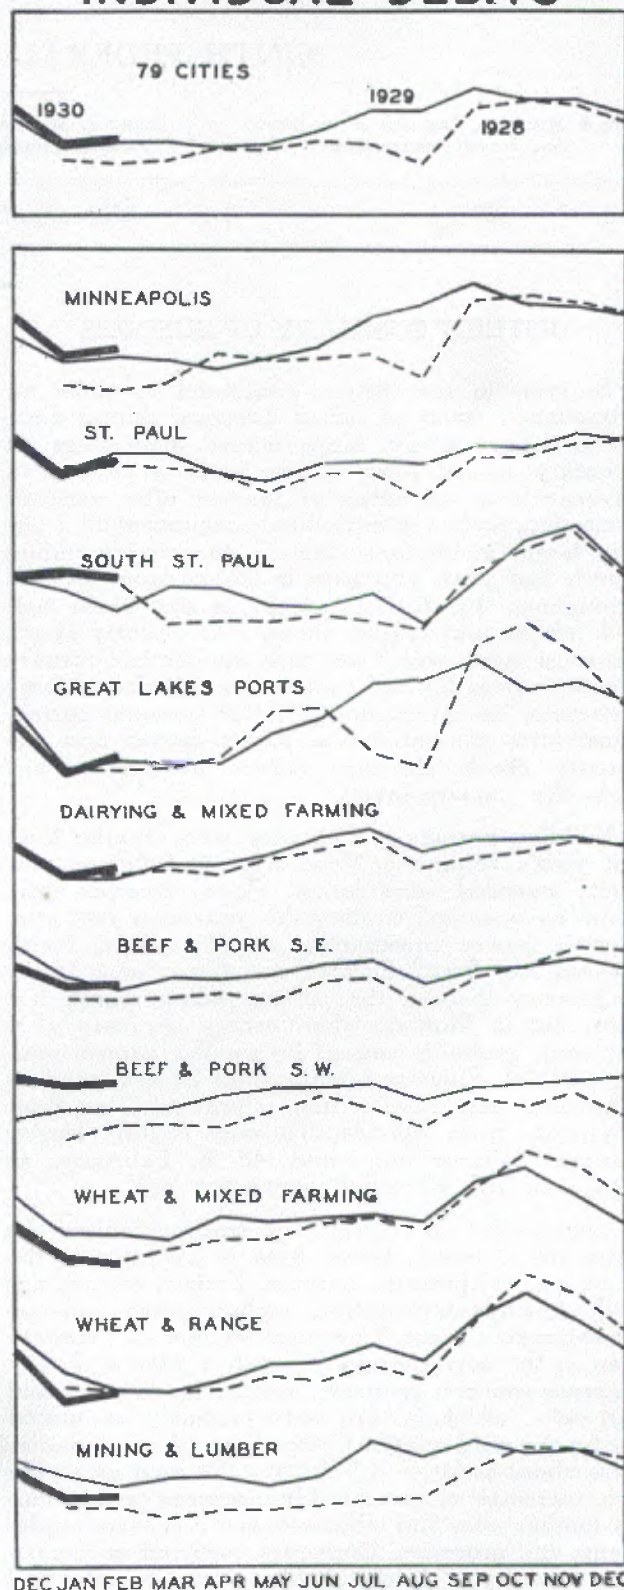 INDIVIDUAL DEBITS
79 CITIES
1930
1929
1928
MINNEAPOLIS
ST. PAUL
SOUTH ST. PAUL
GREAT LAKES PORTS
DAIRYING & MIXED FARMING
BEEF & PORK S.E.
BEEF & PORK S.W.
WHEAT & MIXED FARMING
WHEAT & RANGE
MINING & LUMBER
DEC JAN FEB MAR APR MAY JUN JUL AUG SEP OCT NOV DEC